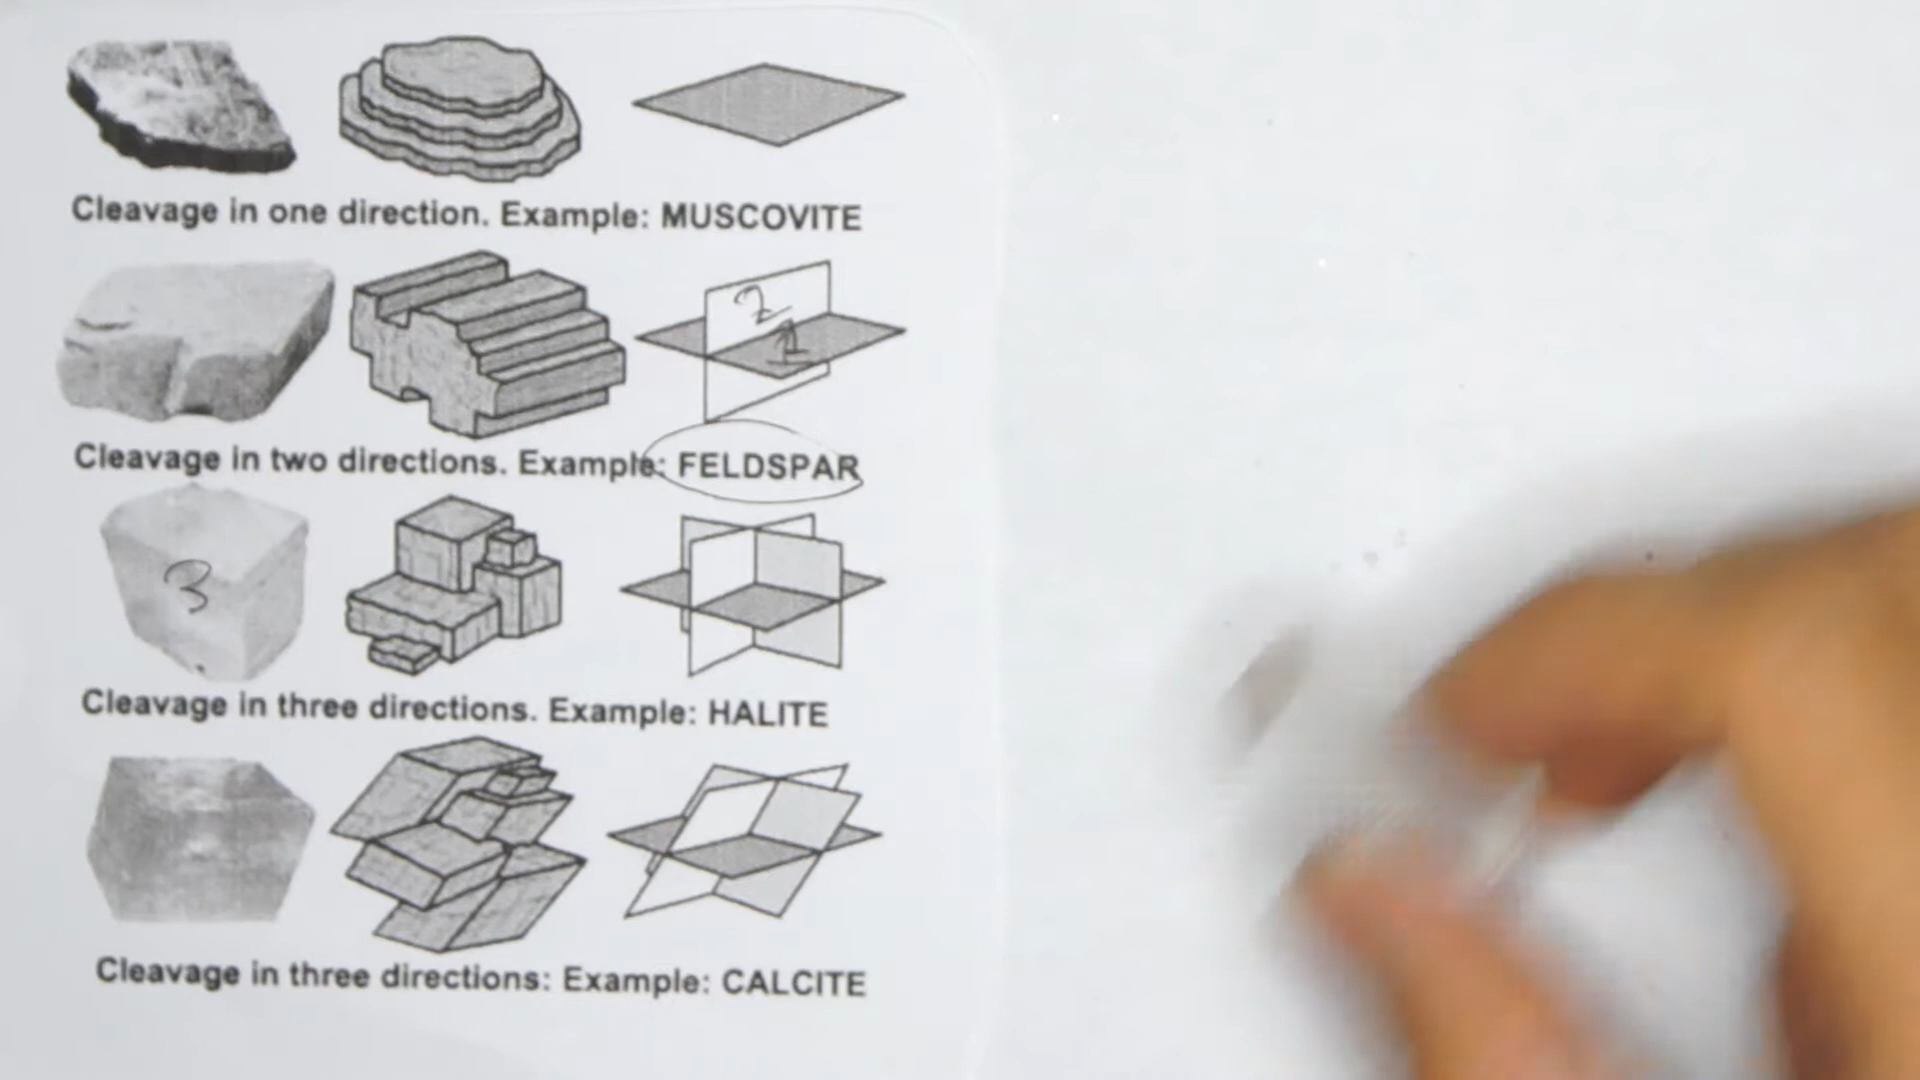 Cleavage in one direction. Example: MUSCOVITE
2
1
Cleavage in two directions. Example: FELDSPAR
3
Cleavage in three directions. Example: HALITE
Cleavage in three directions: Example: CALCITE